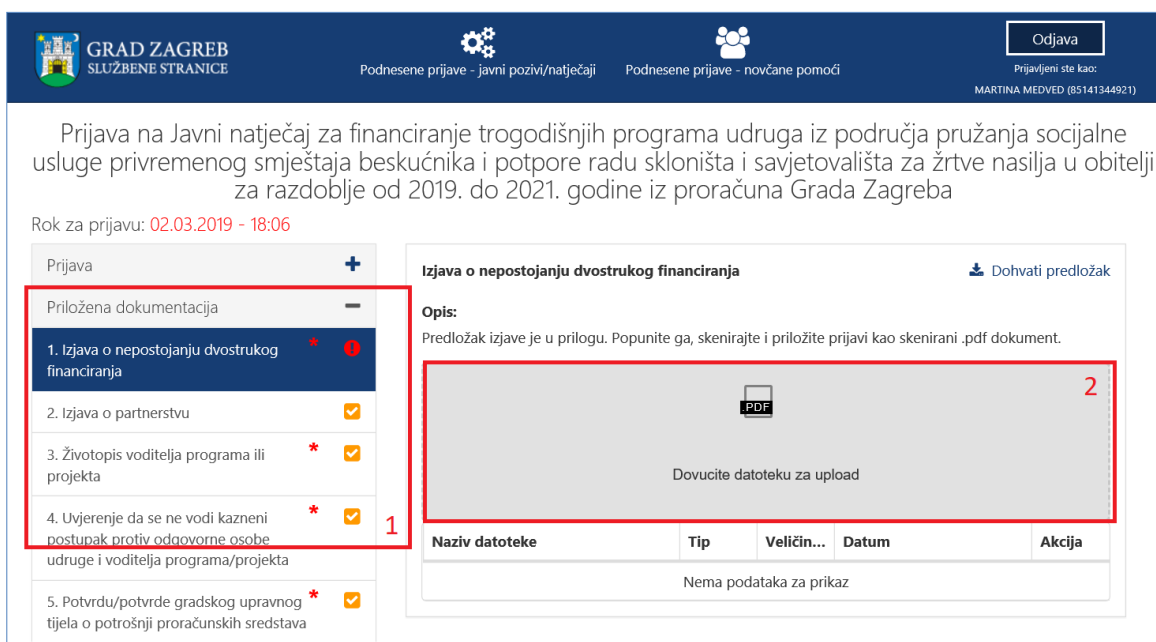 GRAD ZAGREB
SLUŽBENE STRANICE
Podnesene prijave - javni pozivi/natječaji
Podnesene prijave - novčane pomoći
Odjava
Prijavljeni ste kao:
MARTINA MEDVED (85141344921)
Prijava na Javni natječaj za financiranje trogodišnjih programa udruga iz područja pružanja socijalne
usluge privremenog smještaja beskućnika i potpore radu skloništa i savjetovališta za žrtve nasilja u obitelji
za razdoblje od 2019. do 2021. godine iz proračuna Grada Zagreba
Rok za prijavu: 02.03.2019 - 18:06
Prijava
Priložena dokumentacija
1. Izjava o nepostojanju dvostrukog *
financiranja
2. Izjava o partnerstvu
3. Životopis voditelja programa ili *
projekta
4. Uvjerenje da se ne vodi kazneni *
postupak protiv odgovorne osobe
udruge i voditelja programa/projekta
5. Potvrdu/potvrde gradskog upravnog *
tijela o potrošnji proračunskih sredstava
1
Izjava o nepostojanju dvostrukog financiranja
Dohvati predložak
Opis:
Predložak izjave je u prilogu. Popunite ga, skenirajte i priložite prijavi kao skenirani .pdf dokument.
2
.PDF
Dovucite datoteku za upload
Naziv datoteke Tip Veličin... Datum Akcija
Nema podataka za prikaz